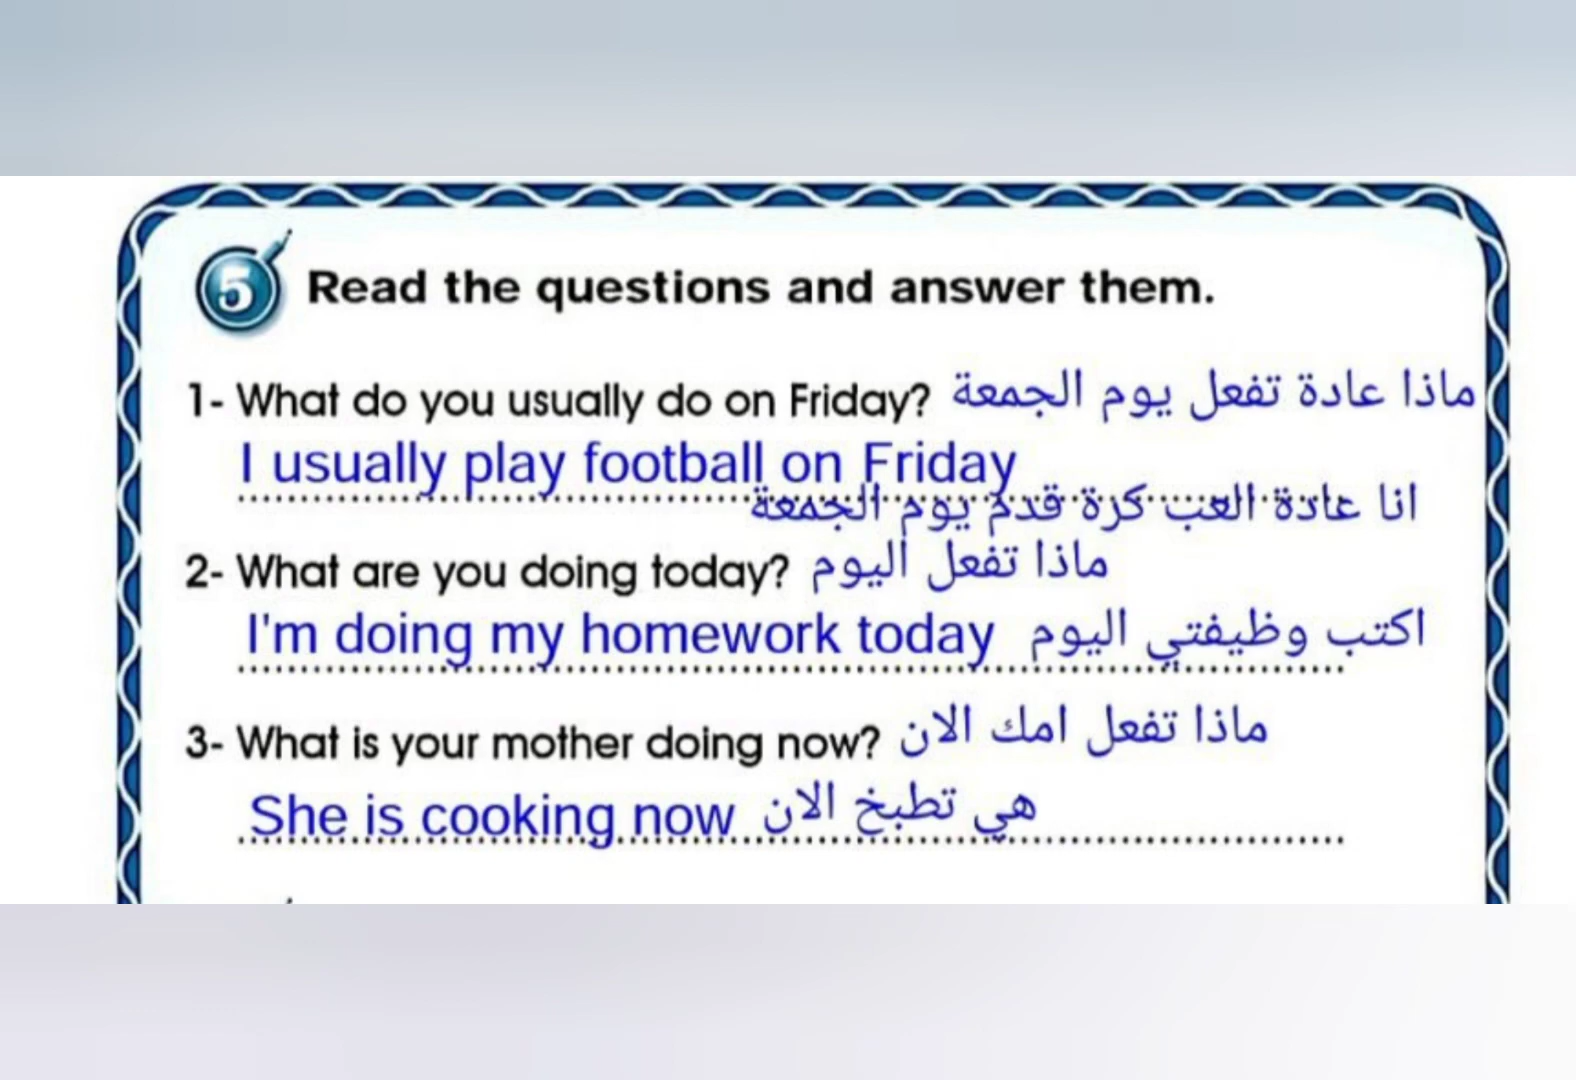 5 Read the questions and answer them.
1- What do you usually do on Friday? ماذا عادة تفعل يوم الجمعة
I usually play football on Friday
انا عادة العب كرة قدم يوم الجمعة
2- What are you doing today? ماذا تفعل اليوم
I'm doing my homework today اكتب وظيفتي اليوم
3- What is your mother doing now? ماذا تفعل امك الان
She is cooking now هي تطبخ الان